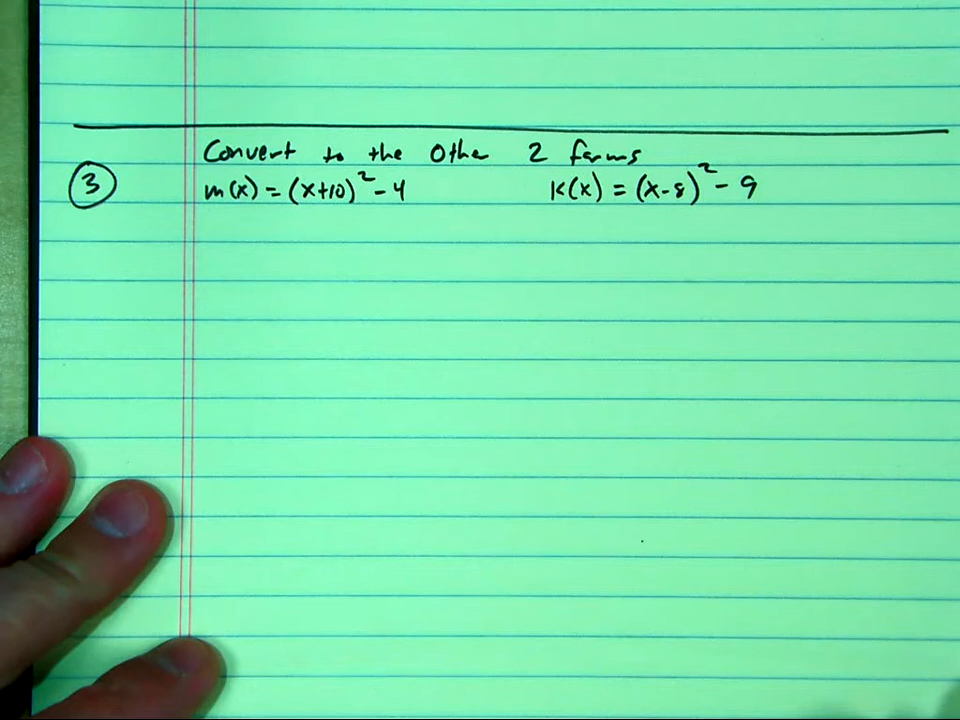 Convert to the Other 2 forms
3 m(x) = (x+10)² - 4 k(x) = (x-8)² - 9